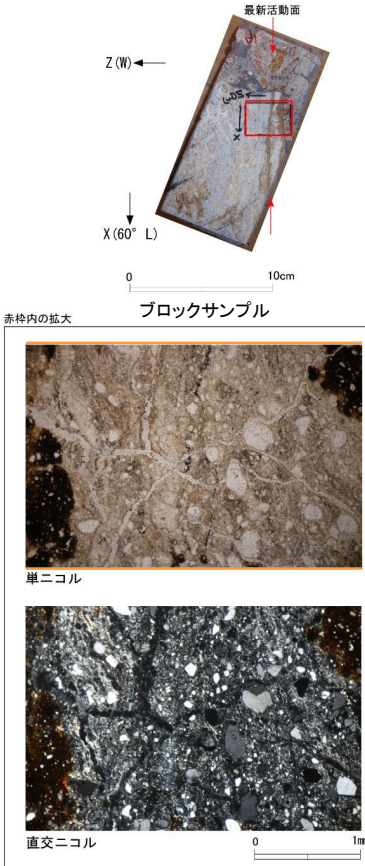 最新活動面
Z(W)
X(60° L)
0 10cm
ブロックサンプル
赤枠内の拡大
単ニコル
直交ニコル
0 1mm